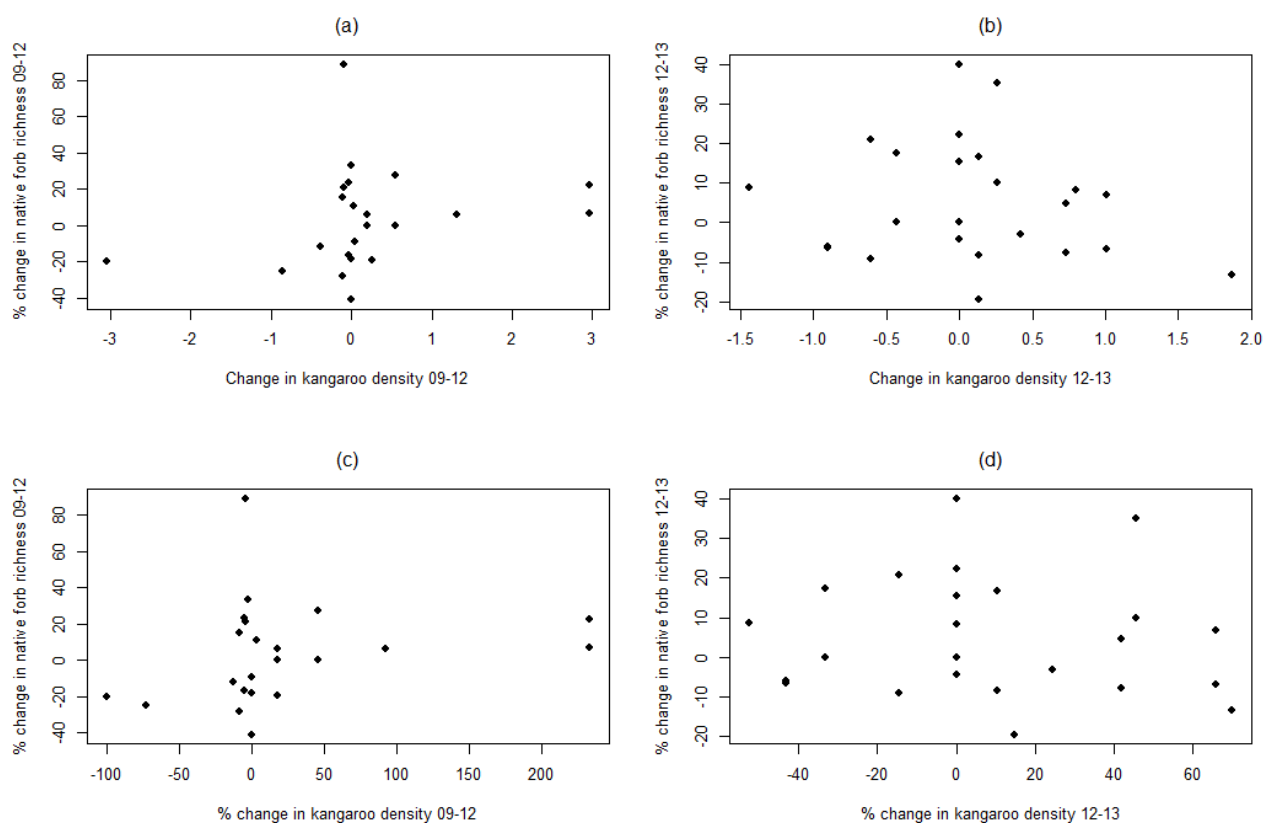 (a)
% change in native forb richness 09-12
80
60
40
20
0
-20
-40
-3 -2 -1 0 1 2 3
Change in kangaroo density 09-12
(b)
% change in native forb richness 12-13
40
30
20
10
0
-10
-20
-1.5 -1.0 -0.5 0.0 0.5 1.0 1.5 2.0
Change in kangaroo density 12-13
(c)
% change in native forb richness 09-12
80
60
40
20
0
-20
-40
-100 -50 0 50 100 150 200
% change in kangaroo density 09-12
(d)
% change in native forb richness 12-13
40
30
20
10
0
-10
-20
-40 -20 0 20 40 60
% change in kangaroo density 12-13